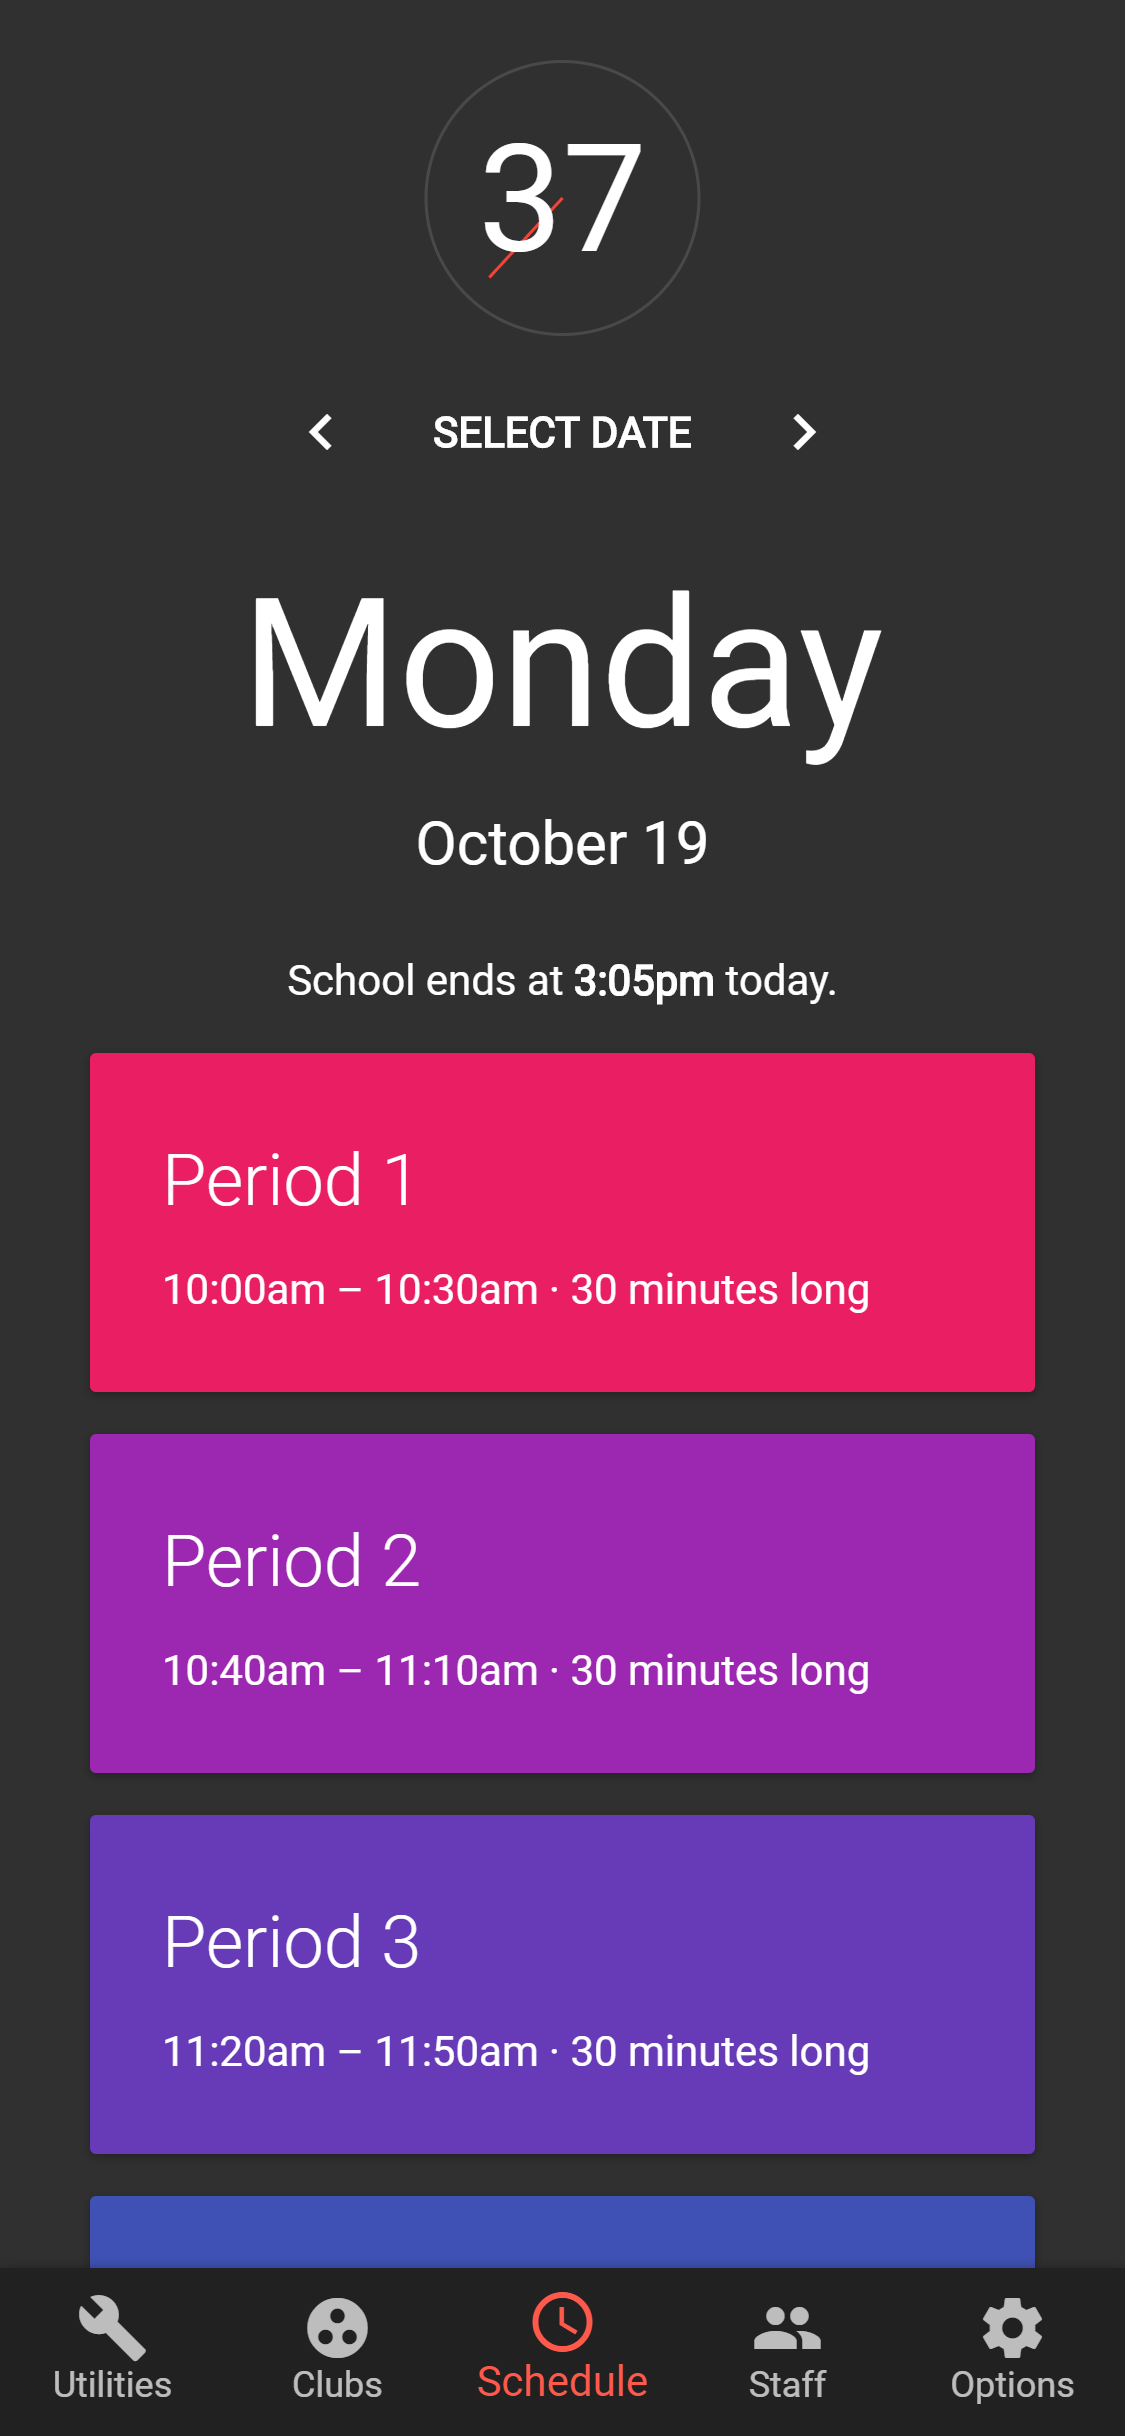 37
SELECT DATE
Monday
October 19
School ends at 3:05pm today.
Period 1
10:00am – 10:30am · 30 minutes long
Period 2
10:40am – 11:10am · 30 minutes long
Period 3
11:20am – 11:50am · 30 minutes long
Utilities
Clubs
Schedule
Staff
Options